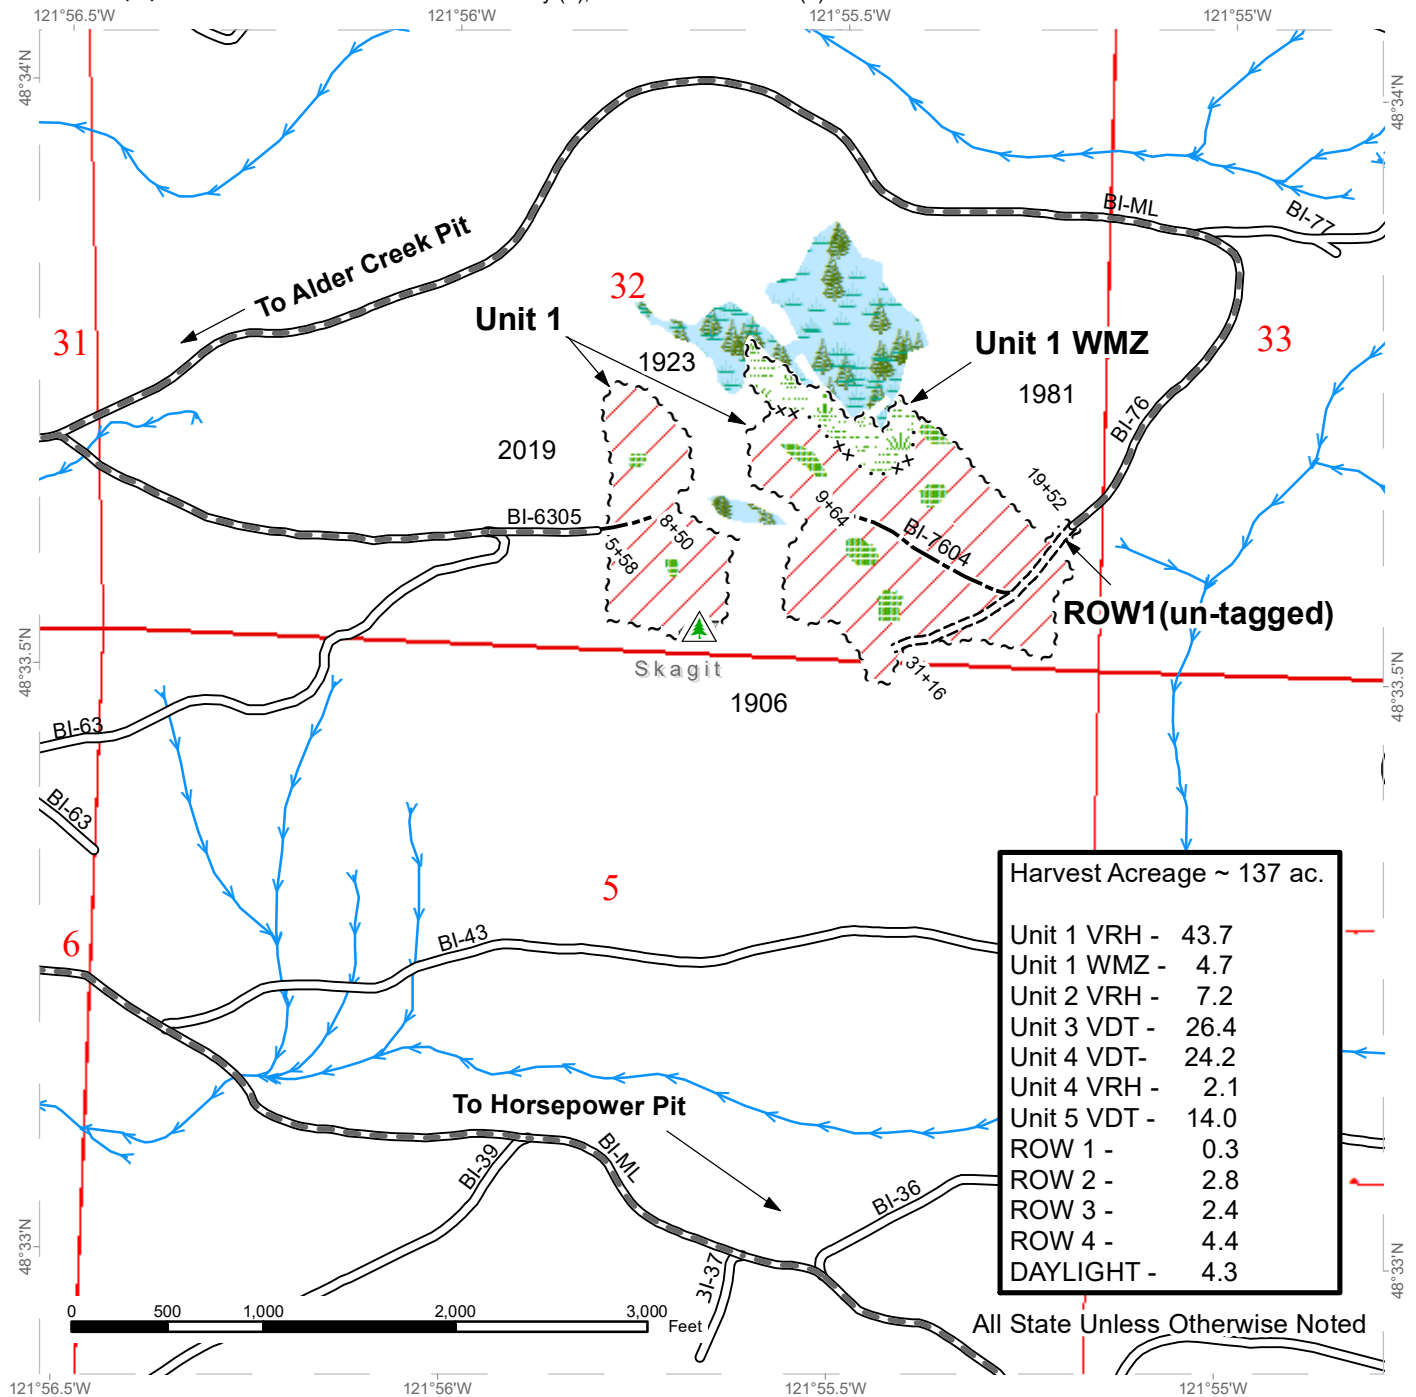 121°56.5'W
121°56'W
121°55.5'W
121°55'W
48°34'N
48°34'N
BI-ML
BI-77
To Alder Creek Pit
32
Unit 1
31
Unit 1 WMZ
33
1923
1981
BI-76
2019
19+52
BI-6305
8+50
9+64
BI-7604
5+58
ROW1(un-tagged)
48°33.5'N
48°33.5'N
Skagit
31+16
1906
BI-63
BI-63
5
6
BI-43
Harvest Acreage ~ 137 ac.
Unit 1 VRH - 43.7
Unit 1 WMZ - 4.7
Unit 2 VRH - 7.2
Unit 3 VDT - 26.4
Unit 4 VDT- 24.2
Unit 4 VRH - 2.1
Unit 5 VDT - 14.0
ROW 1 - 0.3
ROW 2 - 2.8
ROW 3 - 2.4
ROW 4 - 4.4
DAYLIGHT - 4.3
To Horsepower Pit
BI-39
BI-ML
BI-36
BI-37
48°33'N
48°33'N
0 500 1,000 2,000 3,000
Feet
All State Unless Otherwise Noted
121°56.5'W
121°56'W
121°55.5'W
121°55'W